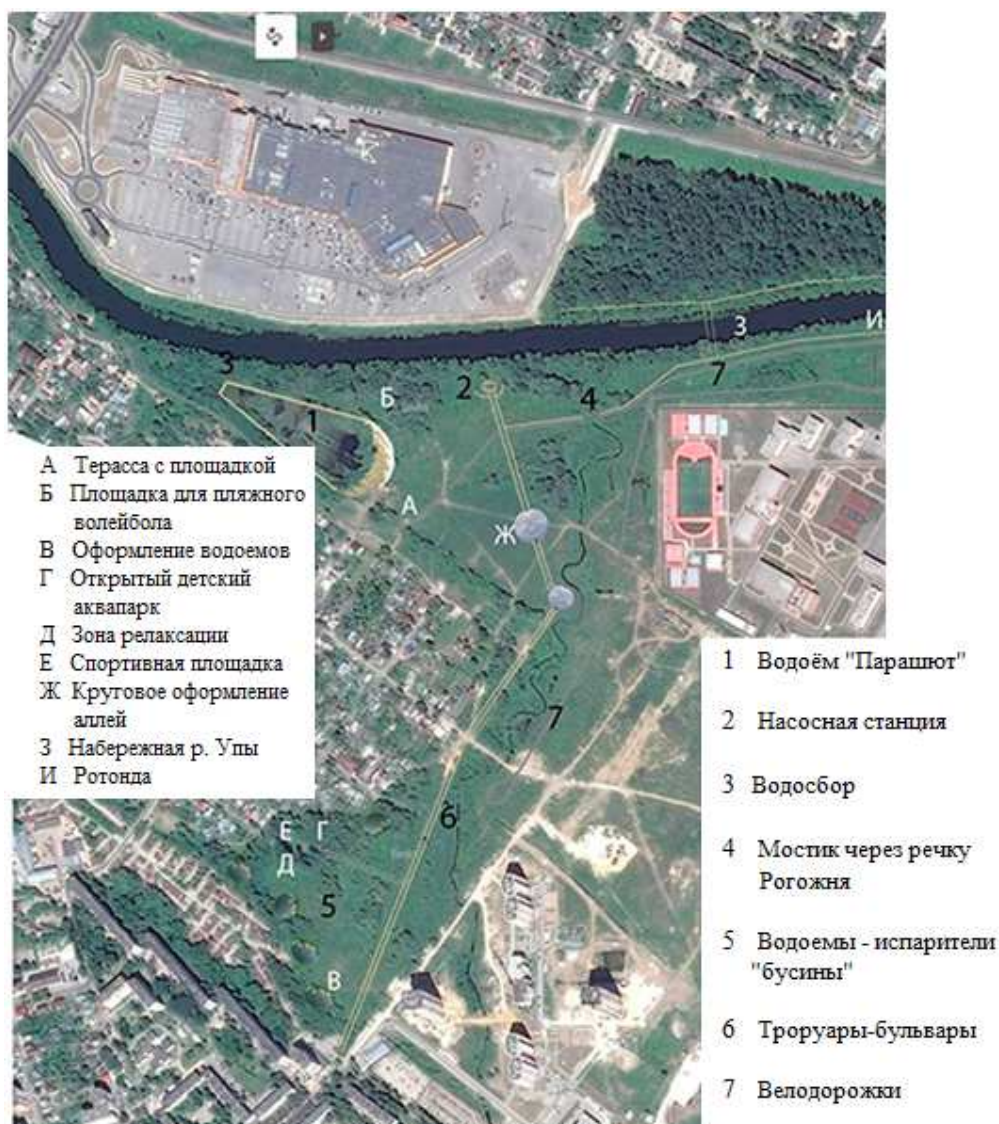 3
И
3
7
2
4
Б
1
А Терасса с площадкой
Б Площадка для пляжного
волейбола
В Оформление водоемов
Г Открытый детский
аквапарк
Д Зона релаксации
Е Спортивная площадка
Ж Круговое оформление
аллей
З Набережная р. Упы
И Ротонда
А
Ж
7
6
Е Г
Д
5
В
1 Водоём "Парашют"
2 Насосная станция
3 Водосбор
4 Мостик через речку
Рогожня
5 Водоемы - испарители
"бусины"
6 Троруары-бульвары
7 Велодорожки